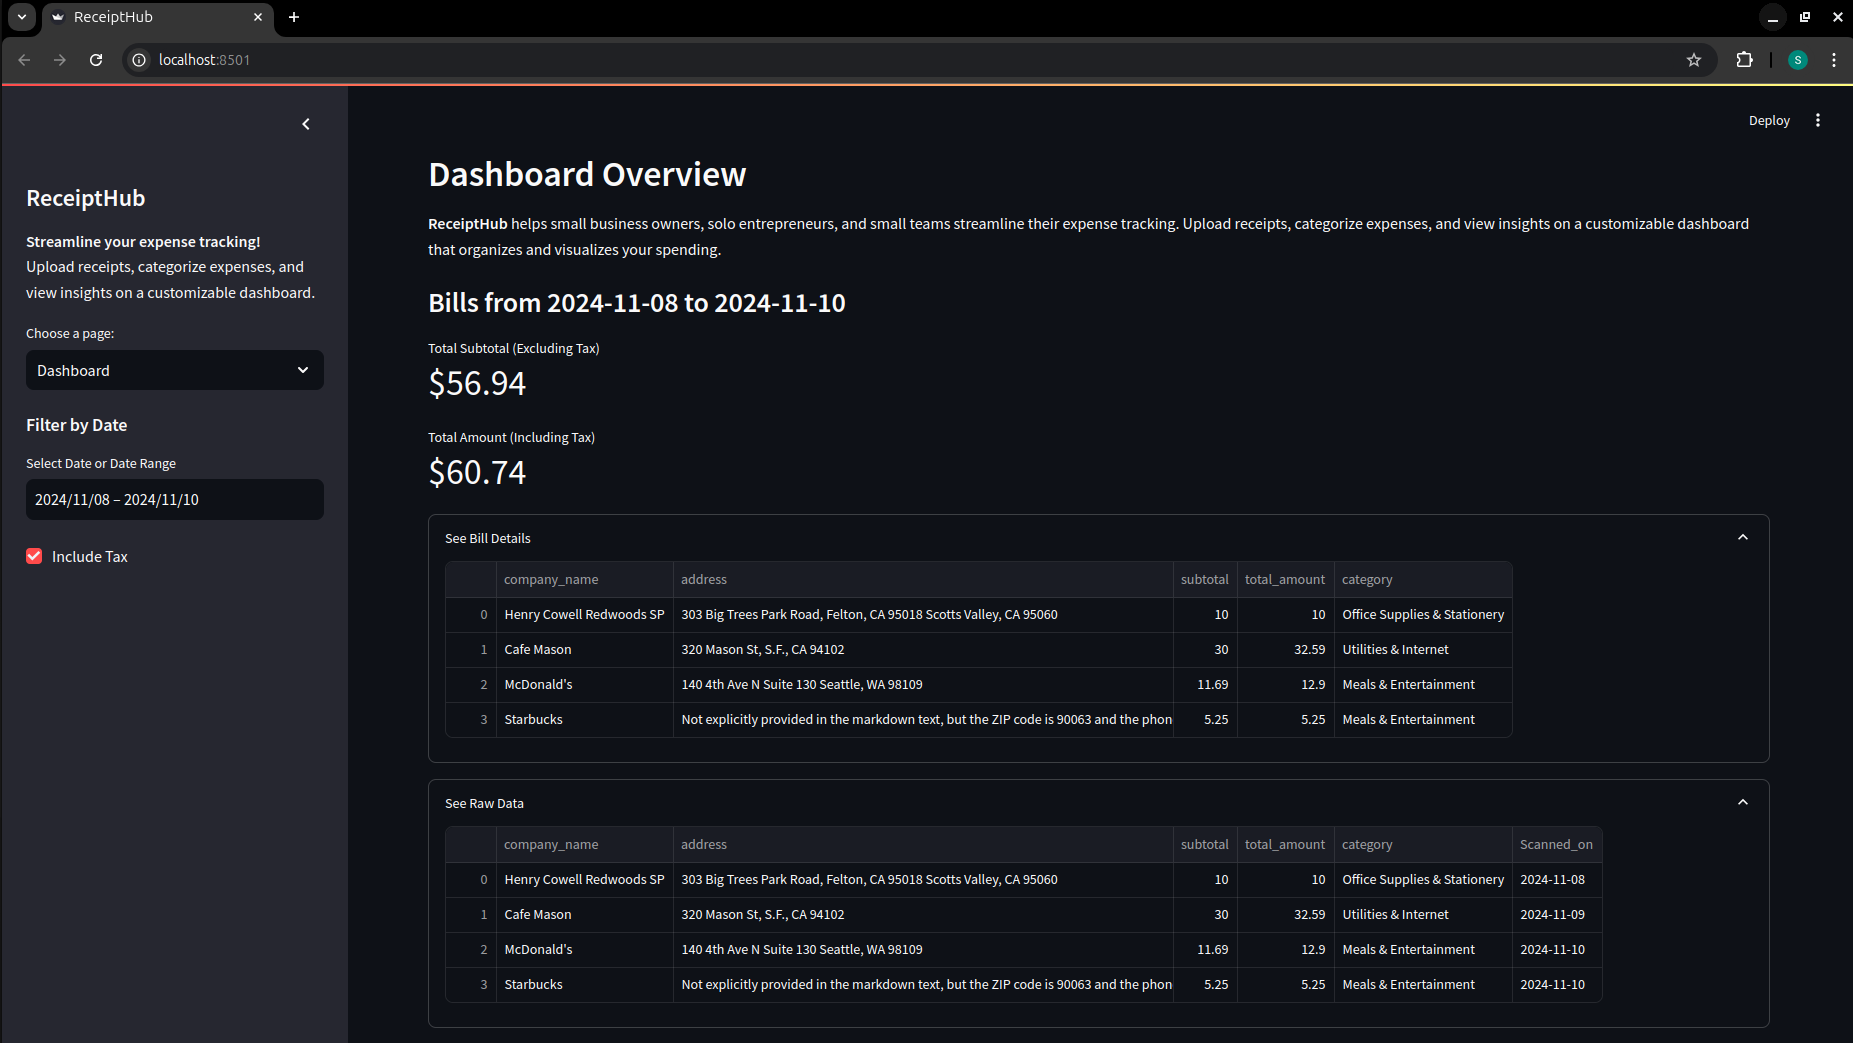 ReceiptHub
localhost:8501
S
Deploy
ReceiptHub
Streamline your expense tracking!
Upload receipts, categorize expenses, and
view insights on a customizable dashboard.
Choose a page:
Dashboard
Filter by Date
Select Date or Date Range
2024/11/08 – 2024/11/10
Include Tax
Dashboard Overview
ReceiptHub helps small business owners, solo entrepreneurs, and small teams streamline their expense tracking. Upload receipts, categorize expenses, and view insights on a customizable dashboard
that organizes and visualizes your spending.
Bills from 2024-11-08 to 2024-11-10
Total Subtotal (Excluding Tax)
$56.94
Total Amount (Including Tax)
$60.74
See Bill Details
company_name address subtotal total_amount category
0 Henry Cowell Redwoods SP 303 Big Trees Park Road, Felton, CA 95018 Scotts Valley, CA 95060 10 10 Office Supplies & Stationery
1 Cafe Mason 320 Mason St, S.F., CA 94102 30 32.59 Utilities & Internet
2 McDonald's 140 4th Ave N Suite 130 Seattle, WA 98109 11.69 12.9 Meals & Entertainment
3 Starbucks Not explicitly provided in the markdown text, but the ZIP code is 90063 and the phon 5.25 5.25 Meals & Entertainment
See Raw Data
company_name address subtotal total_amount category Scanned_on
0 Henry Cowell Redwoods SP 303 Big Trees Park Road, Felton, CA 95018 Scotts Valley, CA 95060 10 10 Office Supplies & Stationery 2024-11-08
1 Cafe Mason 320 Mason St, S.F., CA 94102 30 32.59 Utilities & Internet 2024-11-09
2 McDonald's 140 4th Ave N Suite 130 Seattle, WA 98109 11.69 12.9 Meals & Entertainment 2024-11-10
3 Starbucks Not explicitly provided in the markdown text, but the ZIP code is 90063 and the phon 5.25 5.25 Meals & Entertainment 2024-11-10